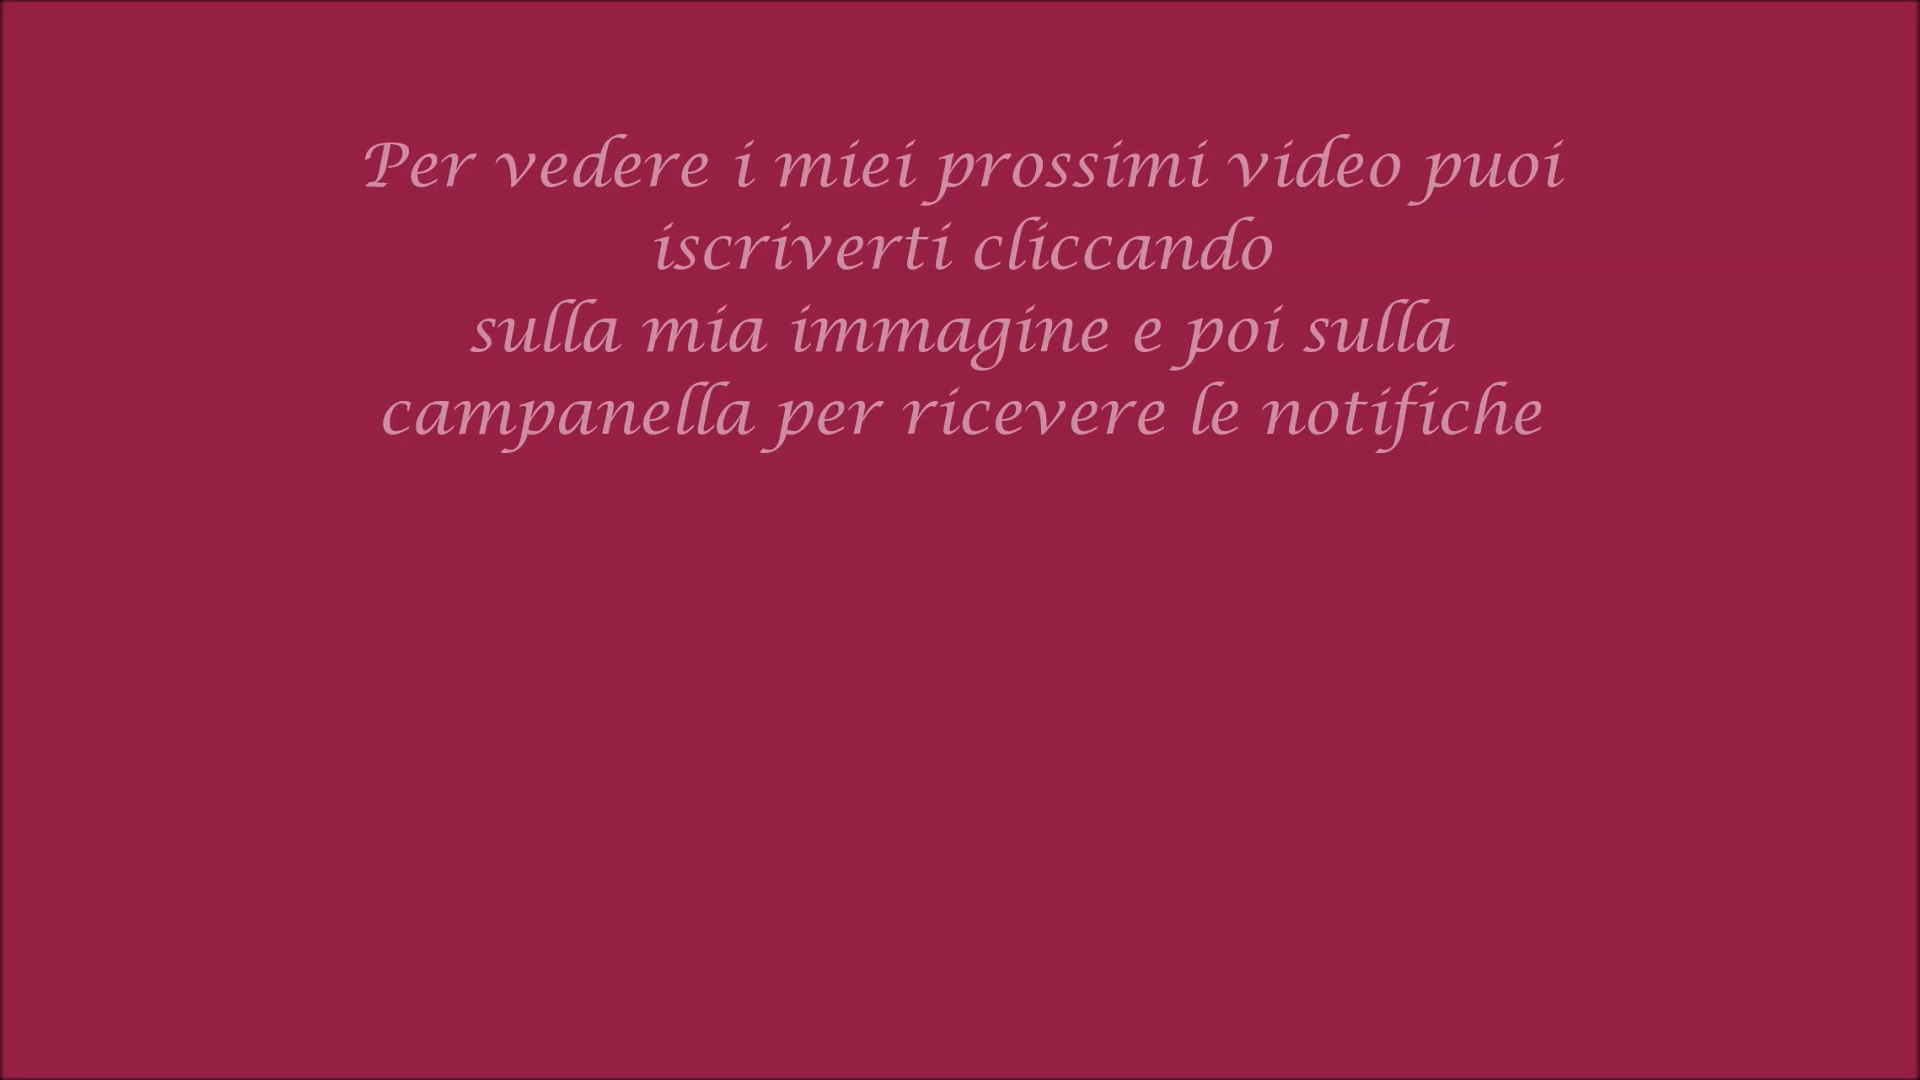 Per vedere i miei prossimi video puoi
iscriverti cliccando
sulla mia immagine e poi sulla
campanella per ricevere le notifiche